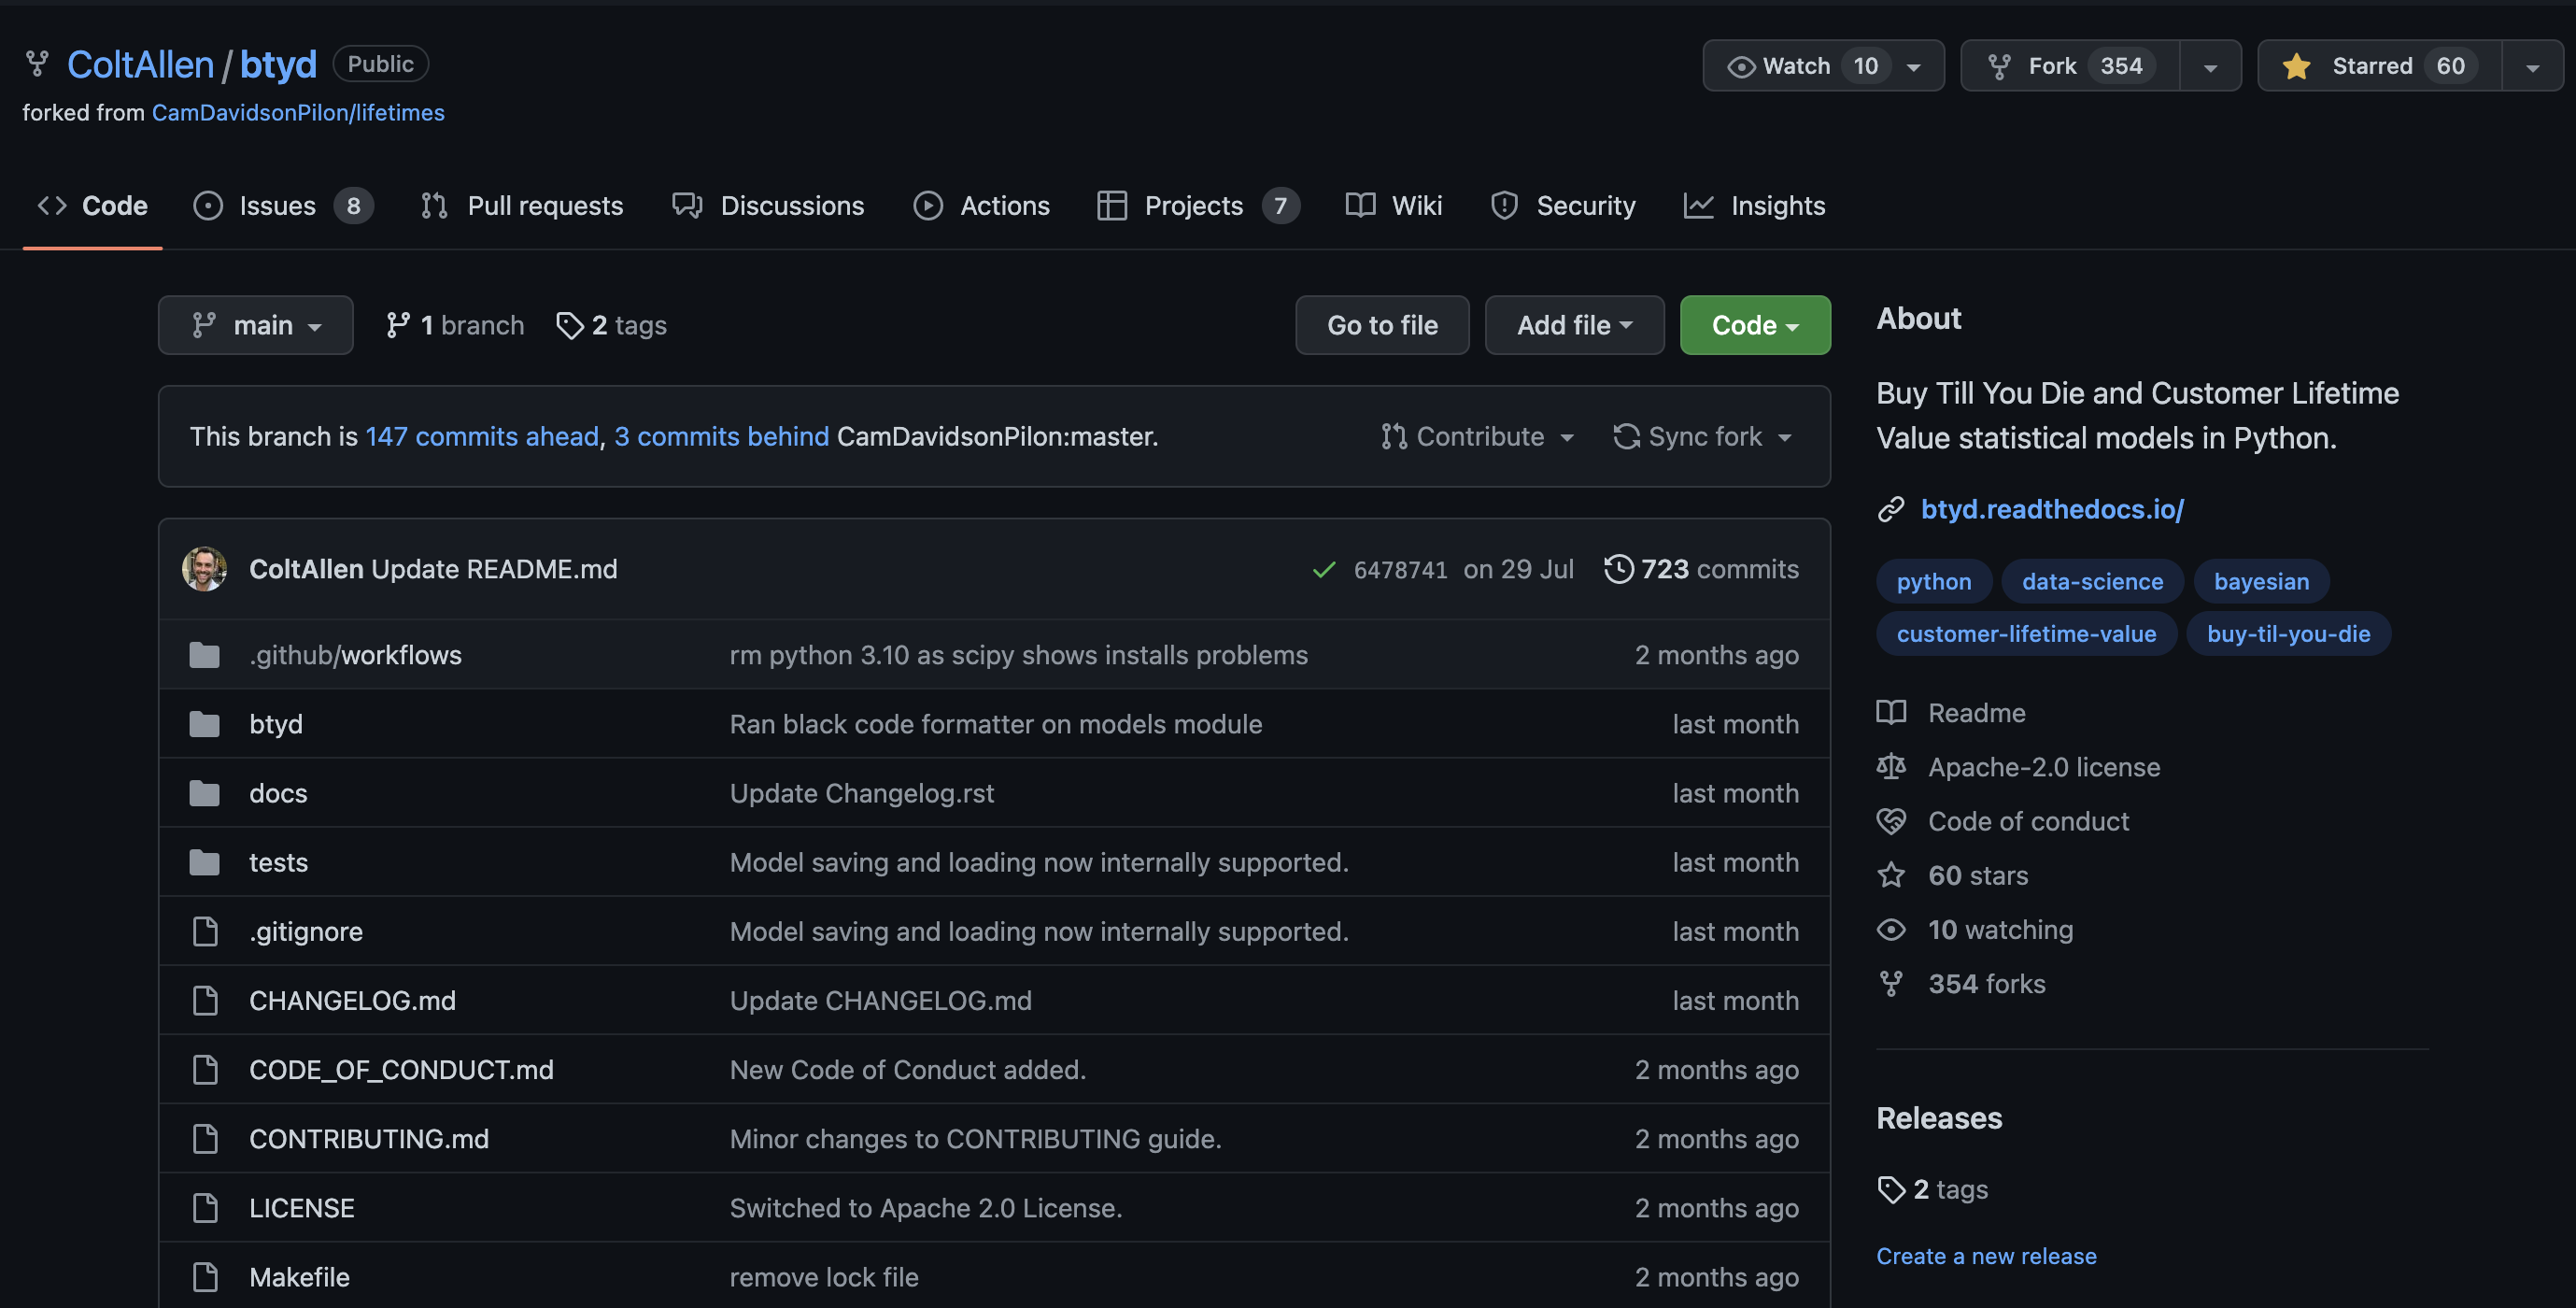 ColtAllen / btyd Public Watch 10 Fork 354 Starred 60
forked from CamDavidsonPilon/lifetimes
Code Issues 8 Pull requests Discussions Actions Projects 7 Wiki Security Insights
main 1 branch 2 tags Go to file Add file Code
This branch is 147 commits ahead, 3 commits behind CamDavidsonPilon:master. Contribute Sync fork
ColtAllen Update README.md 6478741 on 29 Jul 723 commits
.github/workflows rm python 3.10 as scipy shows installs problems 2 months ago
btyd Ran black code formatter on models module last month
docs Update Changelog.rst last month
tests Model saving and loading now internally supported. last month
.gitignore Model saving and loading now internally supported. last month
CHANGELOG.md Update CHANGELOG.md last month
CODE_OF_CONDUCT.md New Code of Conduct added. 2 months ago
CONTRIBUTING.md Minor changes to CONTRIBUTING guide. 2 months ago
LICENSE Switched to Apache 2.0 License. 2 months ago
Makefile remove lock file 2 months ago
About
Buy Till You Die and Customer Lifetime
Value statistical models in Python.
btyd.readthedocs.io/
python data-science bayesian
customer-lifetime-value buy-til-you-die
Readme
Apache-2.0 license
Code of conduct
60 stars
10 watching
354 forks
Releases
2 tags
Create a new release